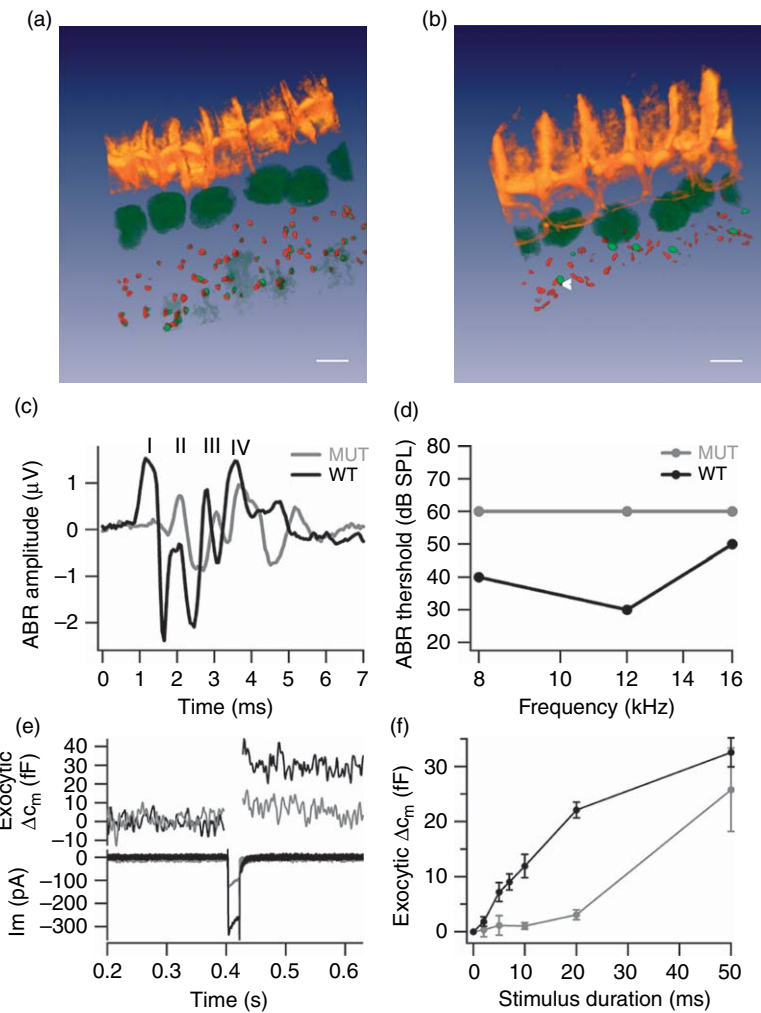 (a)
(b)
(c)
I II III IV
MUT
WT
ABR amplitude (μV)
1
0
−1
−2
0 1 2 3 4 5 6 7
Time (ms)
(d)
MUT
WT
ABR thershold (dB SPL)
80
70
60
50
40
30
20
8 10 12 14 16
Frequency (kHz)
(e)
Exocytic
Δcm (fF)
40
30
20
10
0
−10
Im (pA)
0
−100
−200
−300
0.2 0.3 0.4 0.5 0.6
Time (s)
(f)
Exocytic Δcm (fF)
30
20
10
0
0 10 20 30 40 50
Stimulus duration (ms)